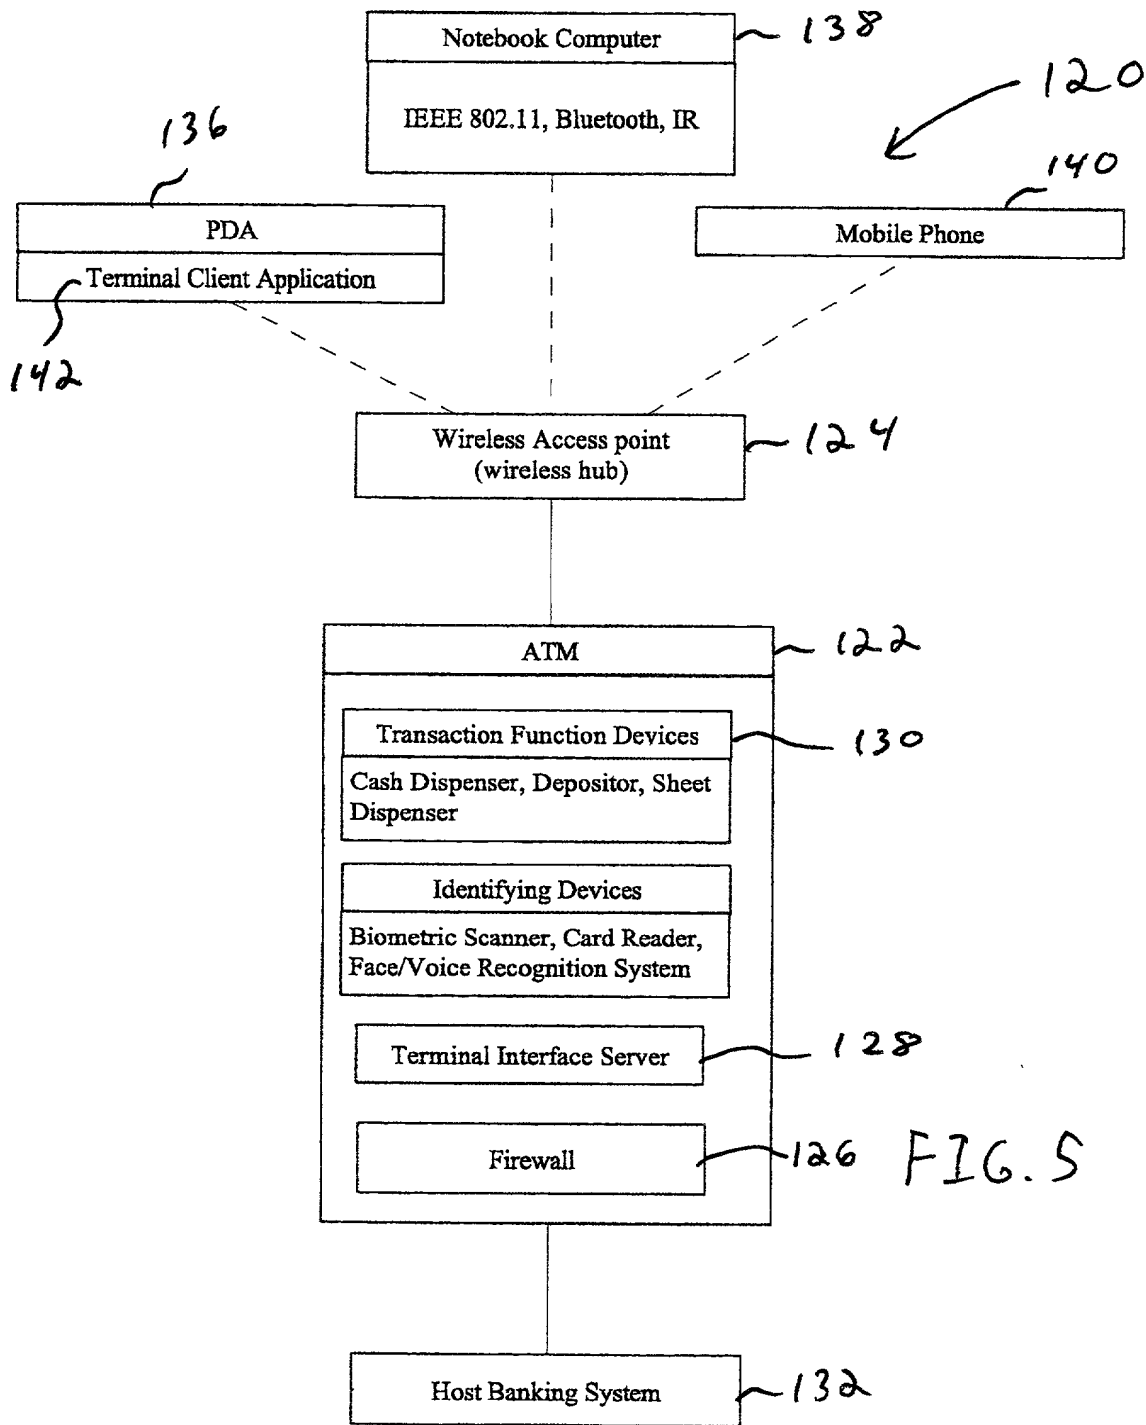 Notebook Computer
138
IEEE 802.11, Bluetooth, IR
120
136
140
PDA
Mobile Phone
Terminal Client Application
142
Wireless Access point
(wireless hub)
124
ATM
122
Transaction Function Devices
130
Cash Dispenser, Depositor, Sheet
Dispenser
Identifying Devices
Biometric Scanner, Card Reader,
Face/Voice Recognition System
Terminal Interface Server
128
Firewall
126
FIG. 5
Host Banking System
132